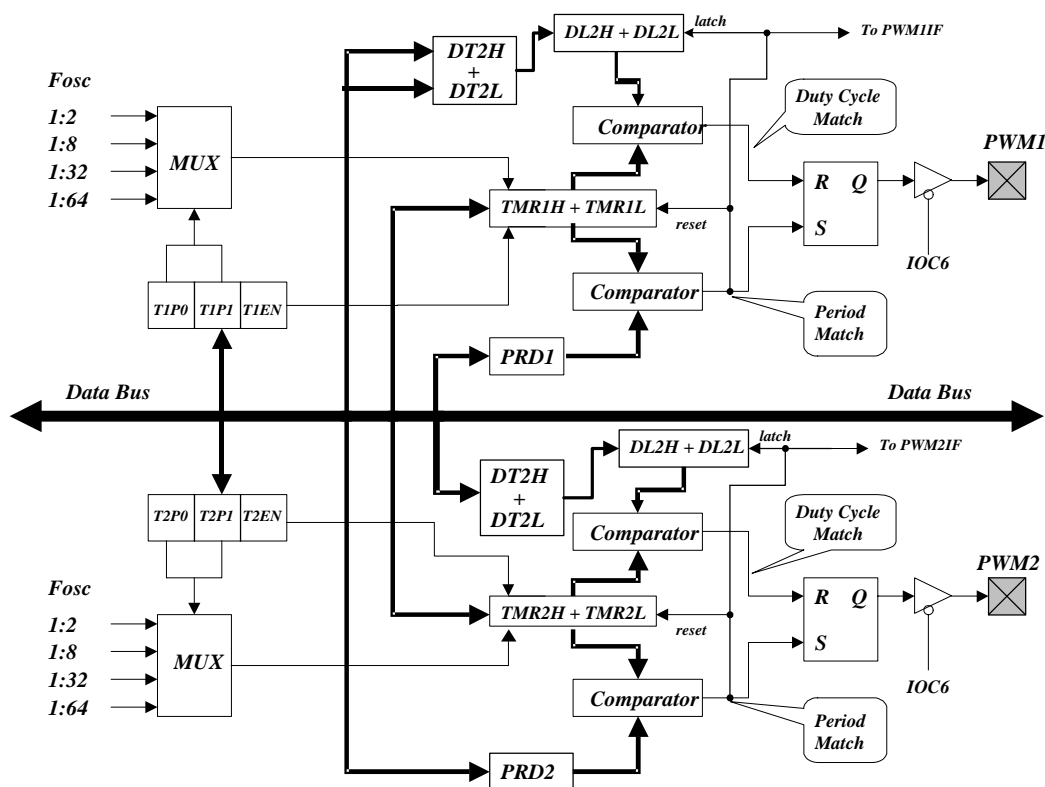 DL2H + DL2L
latch
To PWM1IF
DT2H
+
DT2L
Fosc
1:2
1:8
1:32
1:64
MUX
Duty Cycle
Match
Comparator
PWM1
R Q
S
TMR1H + TMR1L
reset
IOC6
T1P0 T1P1 T1EN
Comparator
Period
Match
PRD1
Data Bus
Data Bus
DL2H + DL2L
latch
To PWM2IF
DT2H
+
DT2L
T2P0 T2P1 T2EN
Duty Cycle
Match
Comparator
PWM2
Fosc
1:2
1:8
1:32
1:64
MUX
TMR2H + TMR2L
reset
R Q
S
IOC6
Comparator
Period
Match
PRD2